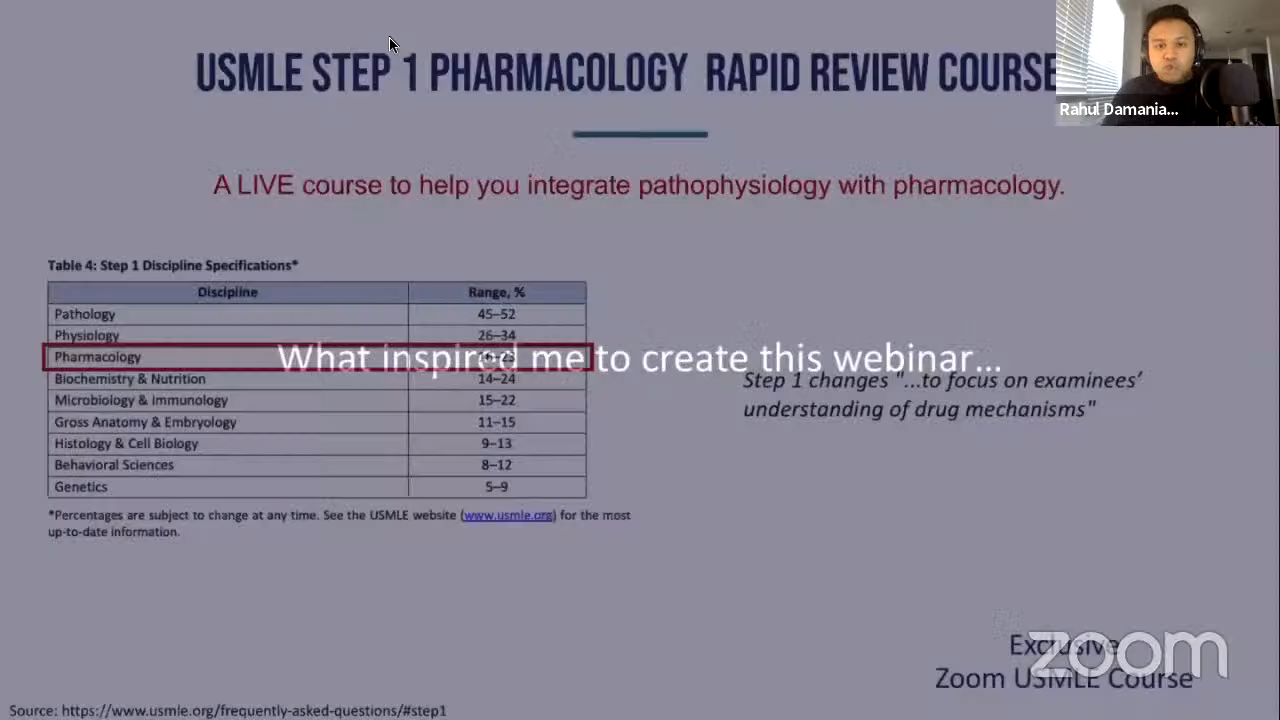 USMLE STEP 1 PHARMACOLOGY RAPID REVIEW COURSE
Rahul Damania...
A LIVE course to help you integrate pathophysiology with pharmacology.
Table 4: Step 1 Discipline Specifications*
Discipline Range, %
Pathology 45–52
Physiology 26–34
Pharmacology
What inspired me to create this webinar...
Biochemistry & Nutrition 14–24
Microbiology & Immunology 15–22
Gross Anatomy & Embryology 11–15
Histology & Cell Biology 9–13
Behavioral Sciences 8–12
Genetics 5–9
*Percentages are subject to change at any time. See the USMLE website (www.usmle.org) for the most
up-to-date information.
Step 1 changes "...to focus on examinees’
understanding of drug mechanisms"
Exclusive
zoom
Zoom USMLE Course
Source: https://www.usmle.org/frequently-asked-questions/#step1